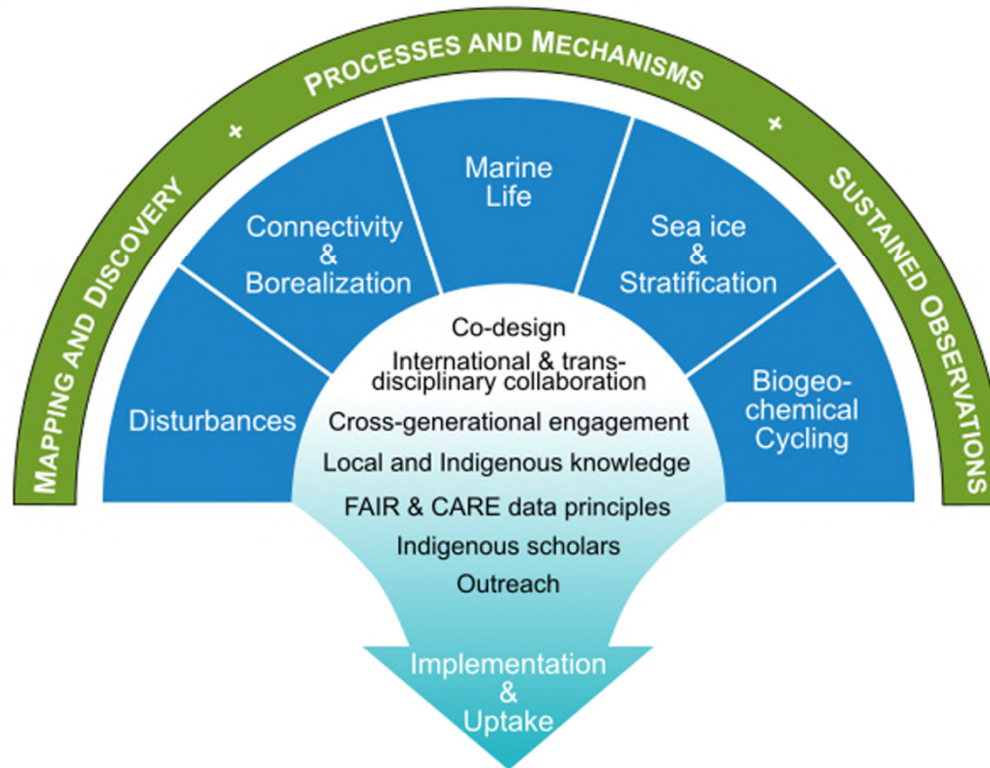 MAPPING AND DISCOVERY + PROCESSES AND MECHANISMS + SUSTAINED OBSERVATIONS
Disturbances
Connectivity
&
Borealization
Marine
Life
Sea ice
&
Stratification
Biogeo-
chemical
Cycling
Co-design
International & trans-
disciplinary collaboration
Cross-generational engagement
Local and Indigenous knowledge
FAIR & CARE data principles
Indigenous scholars
Outreach
Implementation
&
Uptake